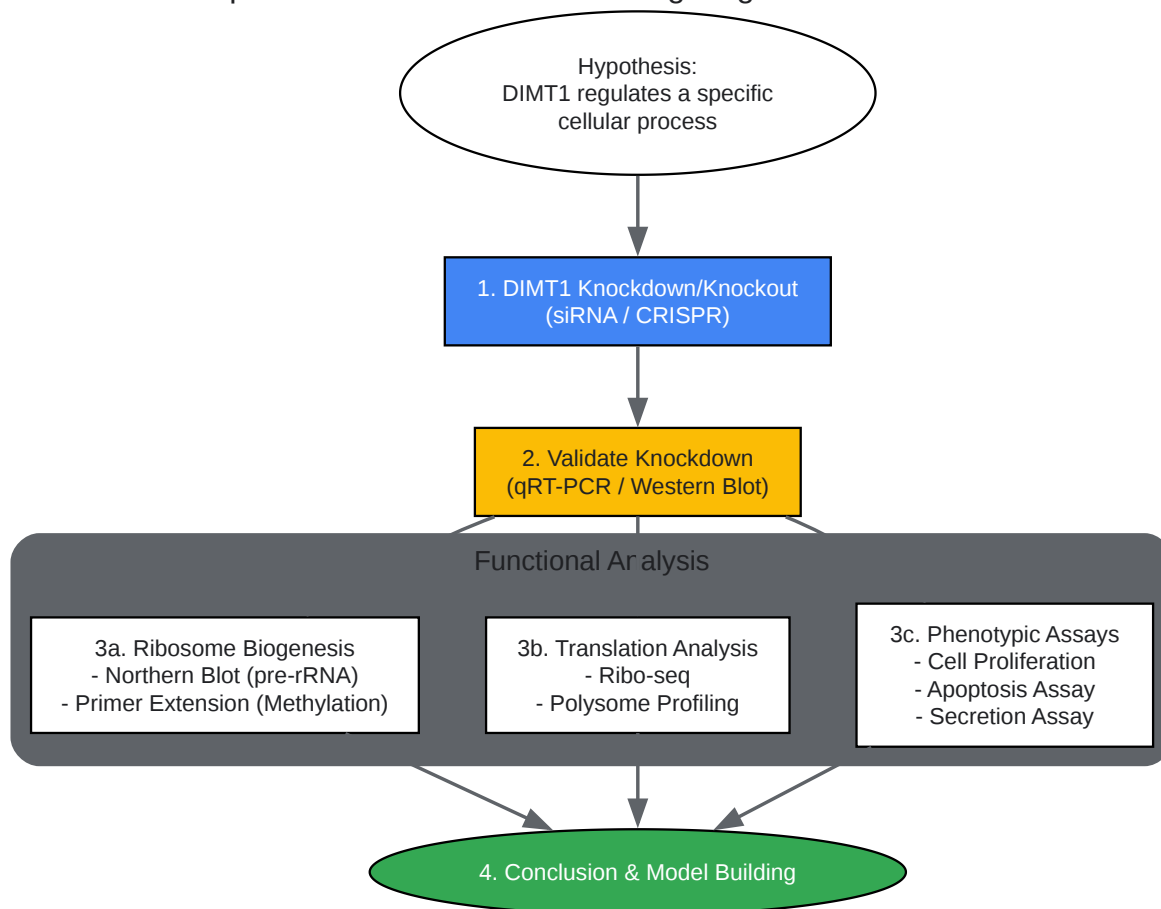 Hypothesis:
DIMT1 regulates a specific
cellular process
1. DIMT1 Knockdown/Knockout
(siRNA / CRISPR)
2. Validate Knockdown
(qRT-PCR / Western Blot)
Functional Analysis
3a. Ribosome Biogenesis
- Northern Blot (pre-rRNA)
- Primer Extension (Methylation)
3b. Translation Analysis
- Ribo-seq
- Polysome Profiling
3c. Phenotypic Assays
- Cell Proliferation
- Apoptosis Assay
- Secretion Assay
4. Conclusion & Model Building